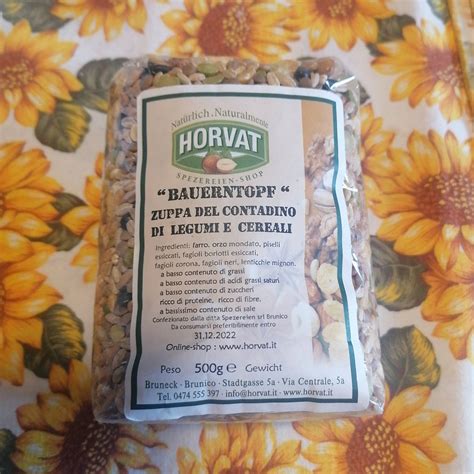 Natürlich.Naturalmente
HORVAT
SPEZEREIEN-SHOP
"BAUERNTOPF"
ZUPPA DEL CONTADINO
DI LEGUMI E CEREALI
Ingredienti: farro, orzo mondato, piselli
essiccati, fagioli borlotti essiccati,
fagioli corona, fagioli neri, lenticchie mignon.
a basso contenuto di grassi
a basso contenuto di acidi grassi saturi
a basso contenuto di zuccheri
ricco di proteine, ricco di fibre.
a bassissimo contenuto di sale
Confezionato dalla ditta Spezereien srl Brunico
Da consumarsi preferibilmente entro
31.12.2022
Online-shop : www.horvat.it
Peso 500g e Gewicht
Bruneck - Brunico - Stadtgasse 5a - Via Centrale, 5a
Tel. 0474 555 397 - info@horvat.it - horvat.it